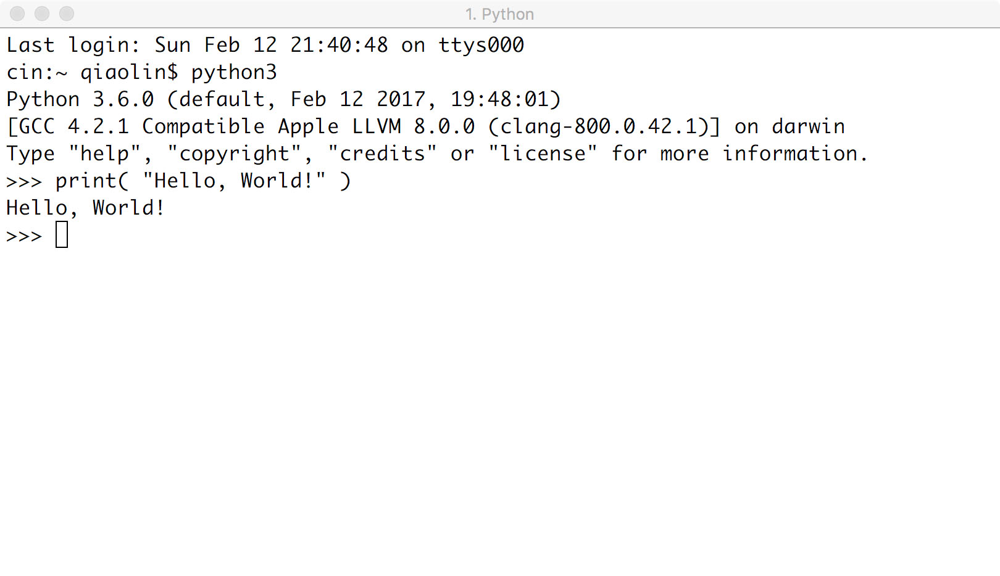 1. Python
Last login: Sun Feb 12 21:40:48 on ttys000
cin:~ qiaolin$ python3
Python 3.6.0 (default, Feb 12 2017, 19:48:01)
[GCC 4.2.1 Compatible Apple LLVM 8.0.0 (clang-800.0.42.1)] on darwin
Type "help", "copyright", "credits" or "license" for more information.
>>> print( "Hello, World!" )
Hello, World!
>>>